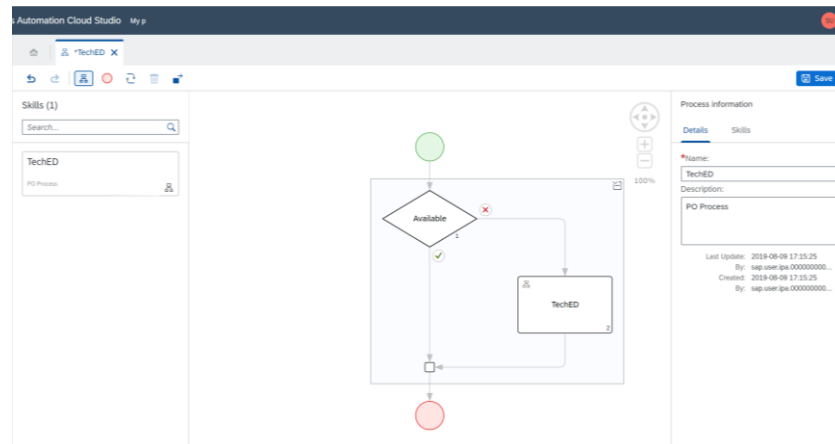 s Automation Cloud Studio My p
*TechED
Save
Skills (1)
Search...
TechED
PO Process
100%
Available
1
TechED
2
Process information
Details Skills
*Name:
TechED
Description:
PO Process
Last Update: 2019-08-09 17:15:25
By: sap.user.ipa.000000000...
Created: 2019-08-09 17:15:25
By: sap.user.ipa.000000000...